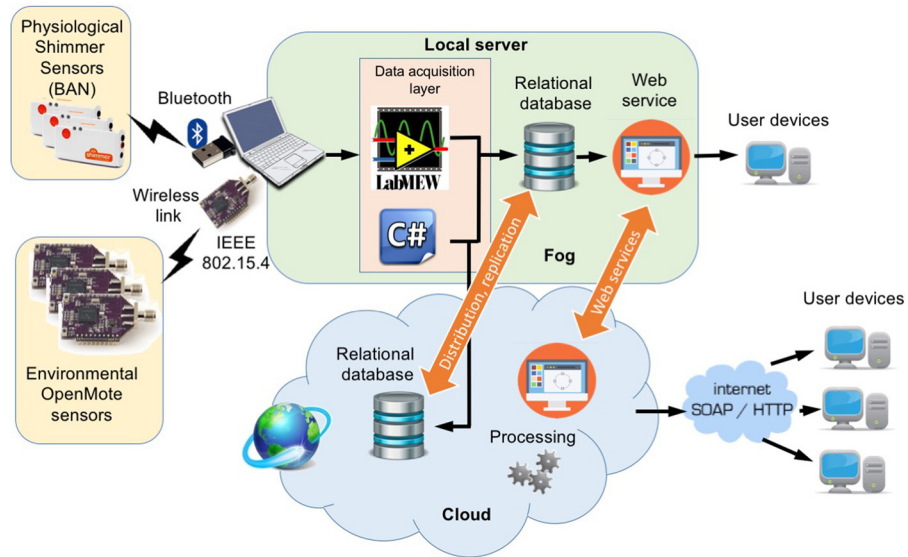 Physiological
Shimmer
Sensors
(BAN)
shimmer
Bluetooth
Wireless
link
IEEE
802.15.4
Environmental
OpenMote
sensors
Local server
Data acquisition
layer
LabMEW
C#
Relational
database
Web
service
Fog
User devices
Distribution, replication
Web services
Relational
database
Processing
Cloud
internet
SOAP / HTTP
User devices